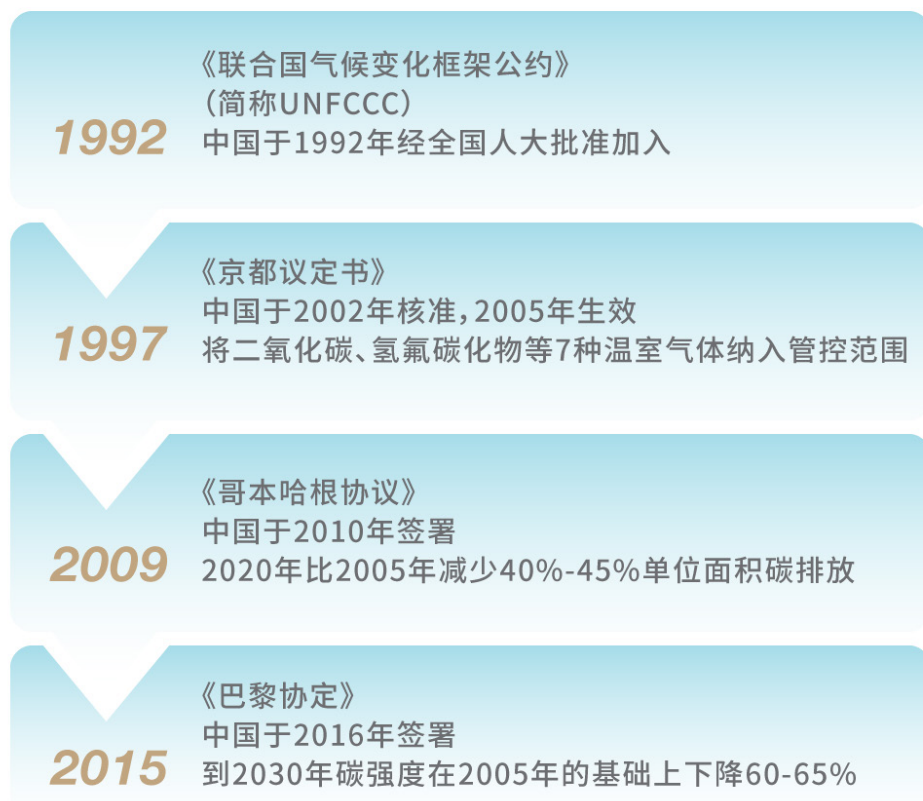 《联合国气候变化框架公约》
（简称UNFCCC）
1992
中国于1992年经全国人大批准加入
《京都议定书》
中国于2002年核准，2005年生效
1997
将二氧化碳、氢氟碳化物等7种温室气体纳入管控范围
《哥本哈根协议》
中国于2010年签署
2009
2020年比2005年减少40%-45%单位面积碳排放
《巴黎协定》
中国于2016年签署
2015
到2030年碳强度在2005年的基础上下降60-65%